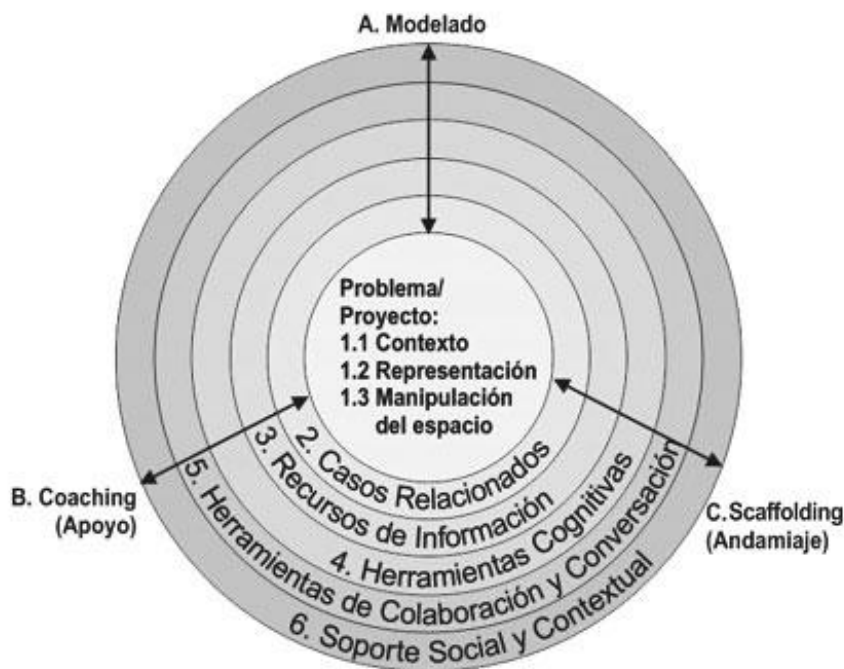 A. Modelado
Problema/
Proyecto:
1.1 Contexto
1.2 Representación
1.3 Manipulación
del espacio
2. Casos Relacionados
3. Recursos de Información
4. Herramientas Cognitivas
5. Herramientas de Colaboración y Conversación
6. Soporte Social y Contextual
B. Coaching
(Apoyo)
C.Scaffolding
(Andamiaje)